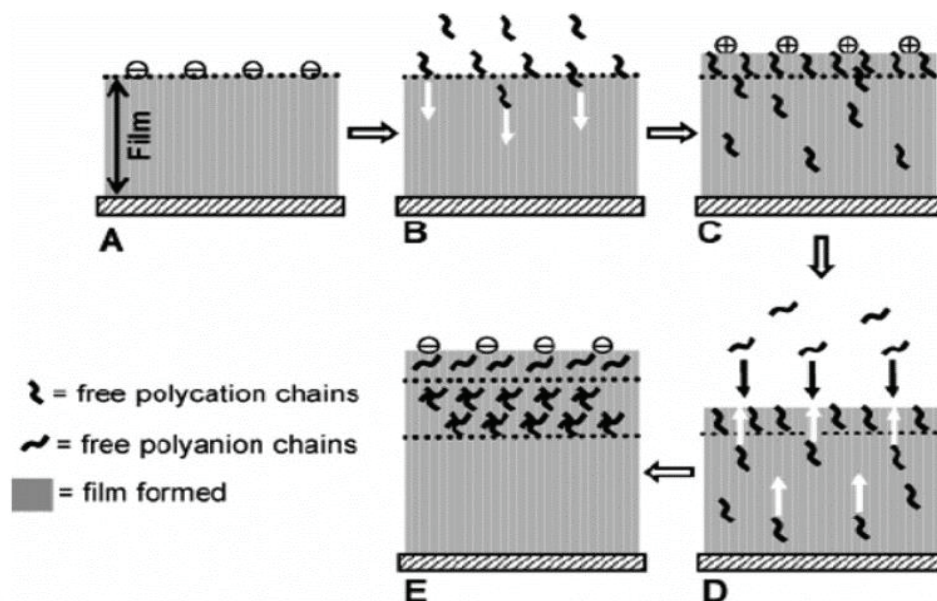 Film
A
B
C
= free polycation chains
= free polyanion chains
= film formed
E
D